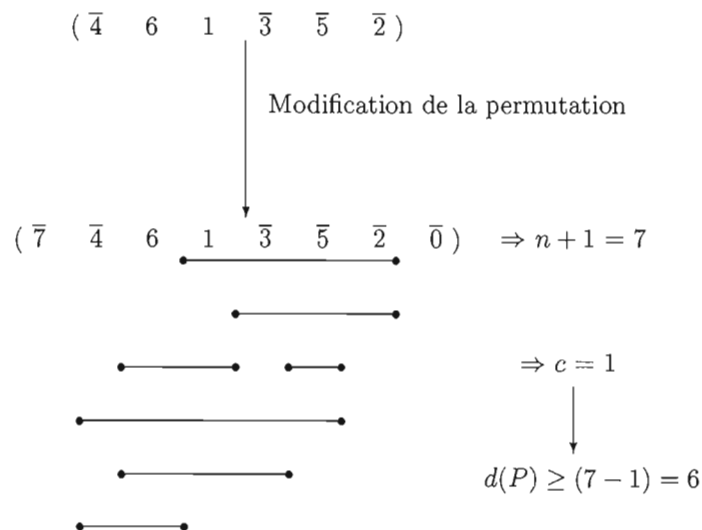 ( 4̅ 6 1 3̅ 5̅ 2̅ )
Modification de la permutation
( 7̅ 4̅ 6 1 3̅ 5̅ 2̅ 0̅ ) ⇒ n + 1 = 7
⇒ c = 1
d(P) ≥ (7 − 1) = 6